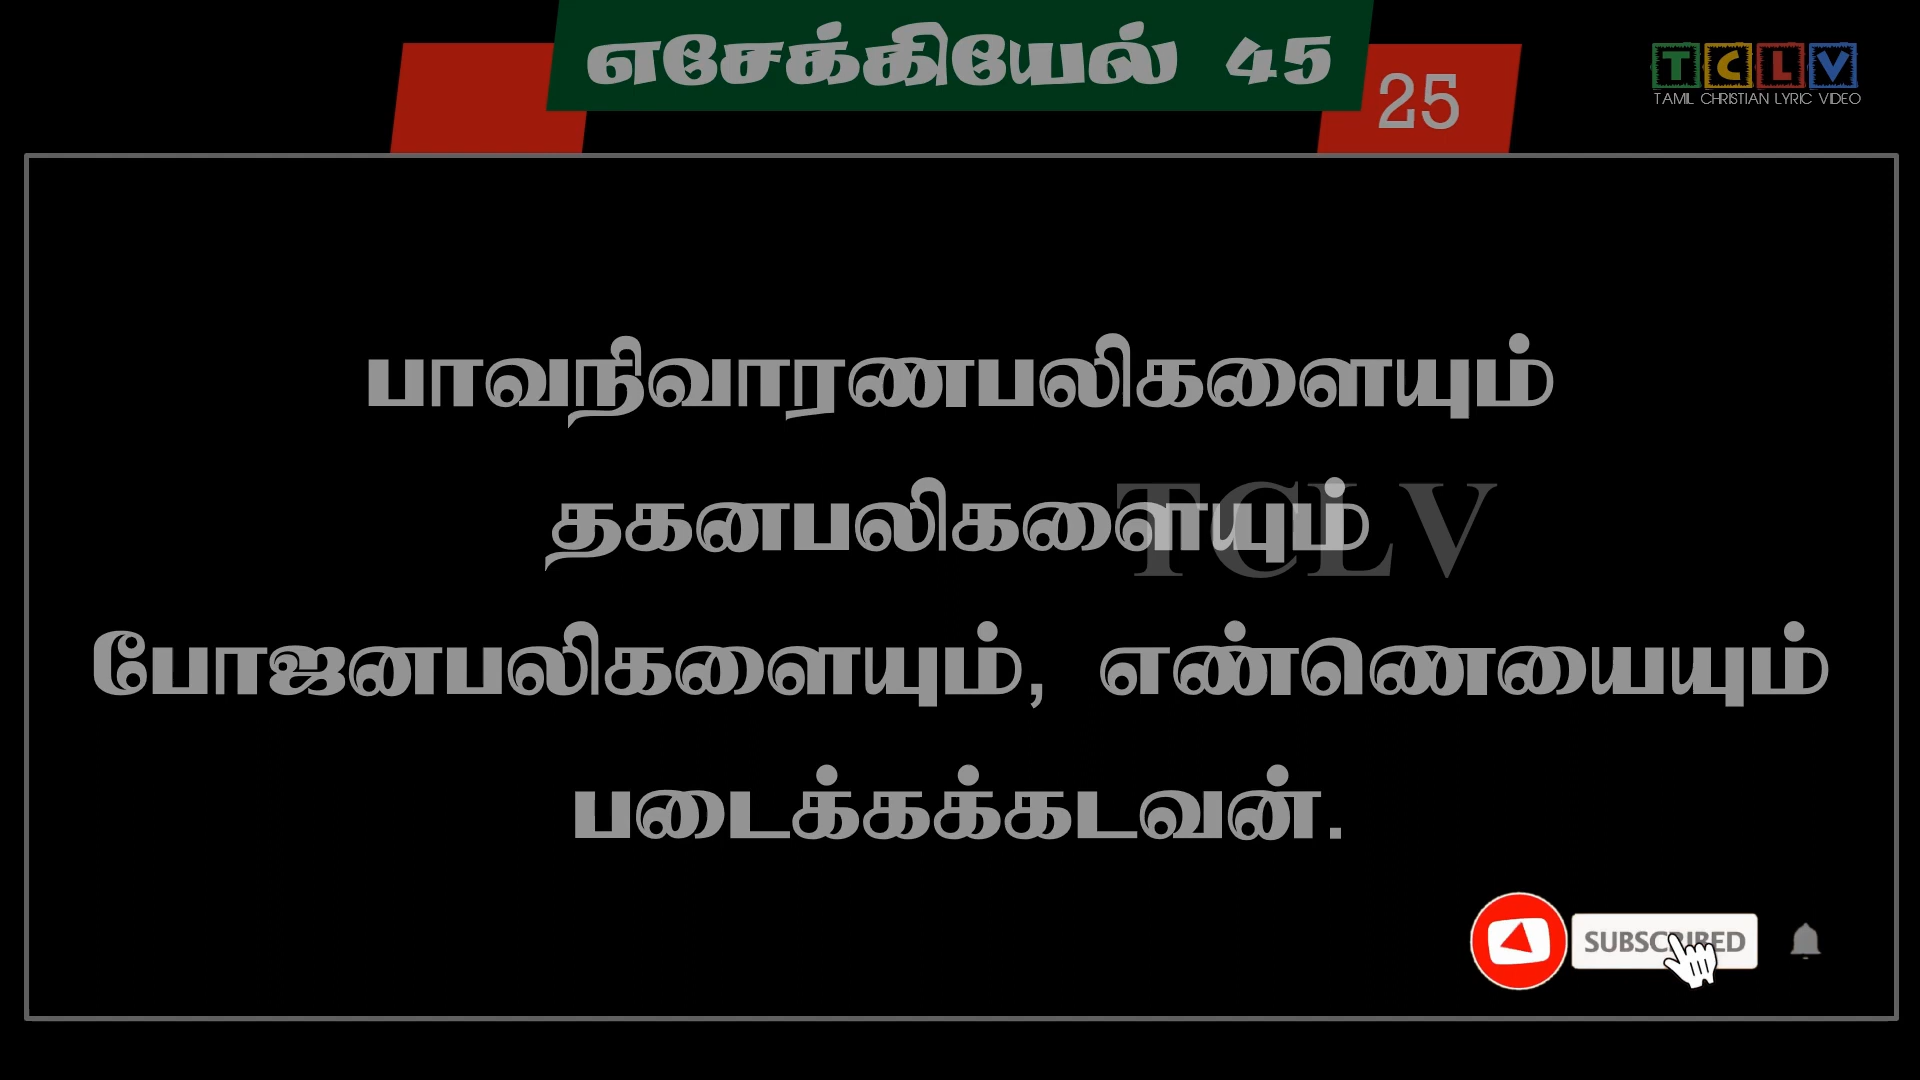 எசேக்கியேல் 45
25
TCLV
TAMIL CHRISTIAN LYRIC VIDEO
பாவநிவாரணபலிகளையும்
தகனபலிகளையும்
TCLV
போஜனபலிகளையும், எண்ணெயையும்
படைக்கக்கடவன்.
SUBSCRIBED